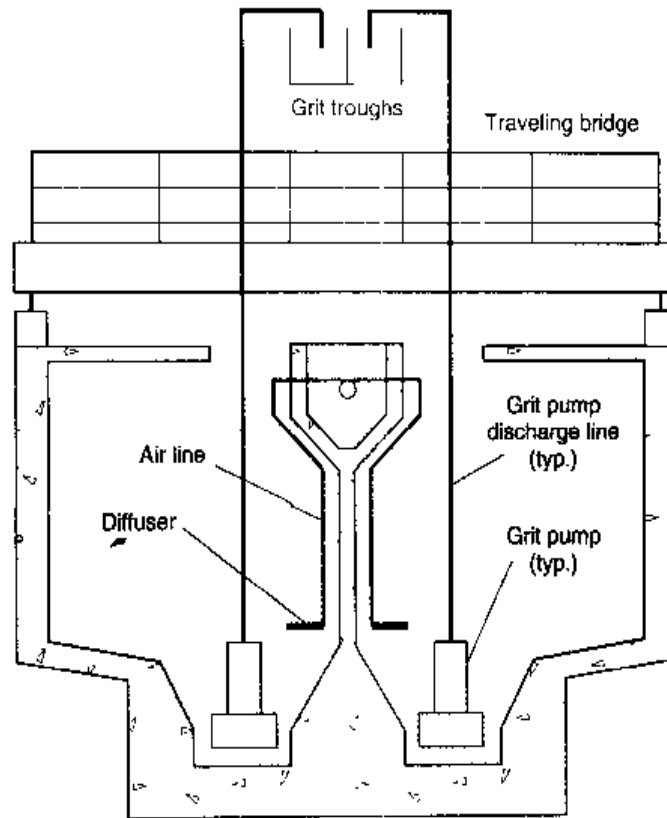 Grit troughs
Traveling bridge
Grit pump
discharge line
(typ.)
Air line
Diffuser
Grit pump
(typ.)